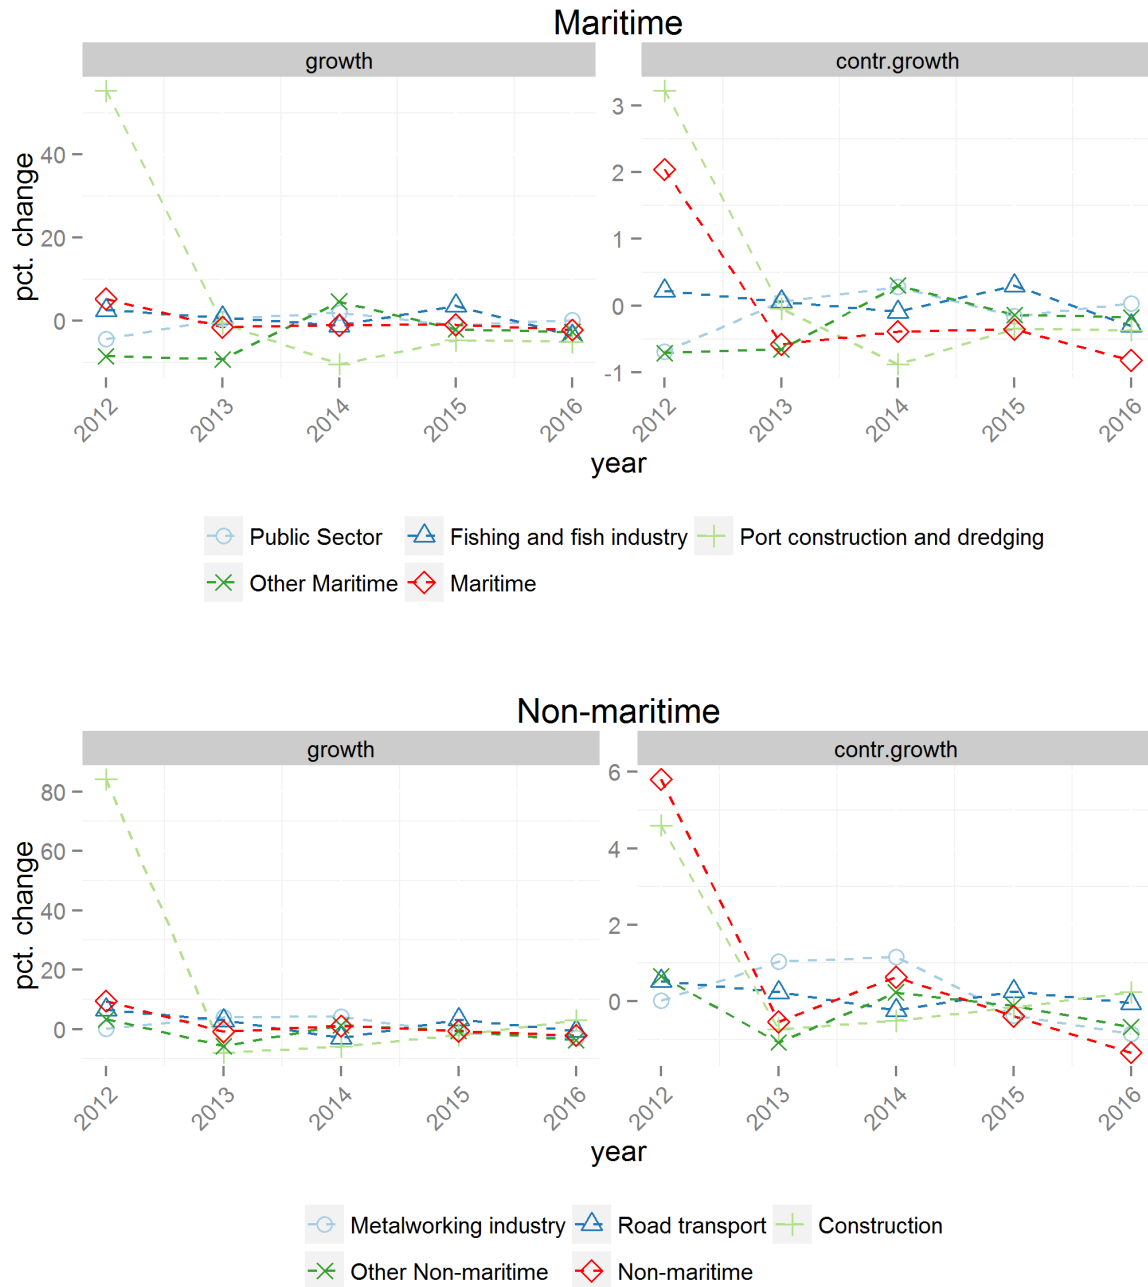 Maritime
growth contr.growth
pct. change
40
20
0
3
2
1
0
-1
2012 2013 2014 2015 2016 2012 2013 2014 2015 2016
year
Public Sector Fishing and fish industry Port construction and dredging
Other Maritime Maritime
Non-maritime
growth contr.growth
pct. change
80
60
40
20
0
6
4
2
0
2012 2013 2014 2015 2016 2012 2013 2014 2015 2016
year
Metalworking industry Road transport Construction
Other Non-maritime Non-maritime